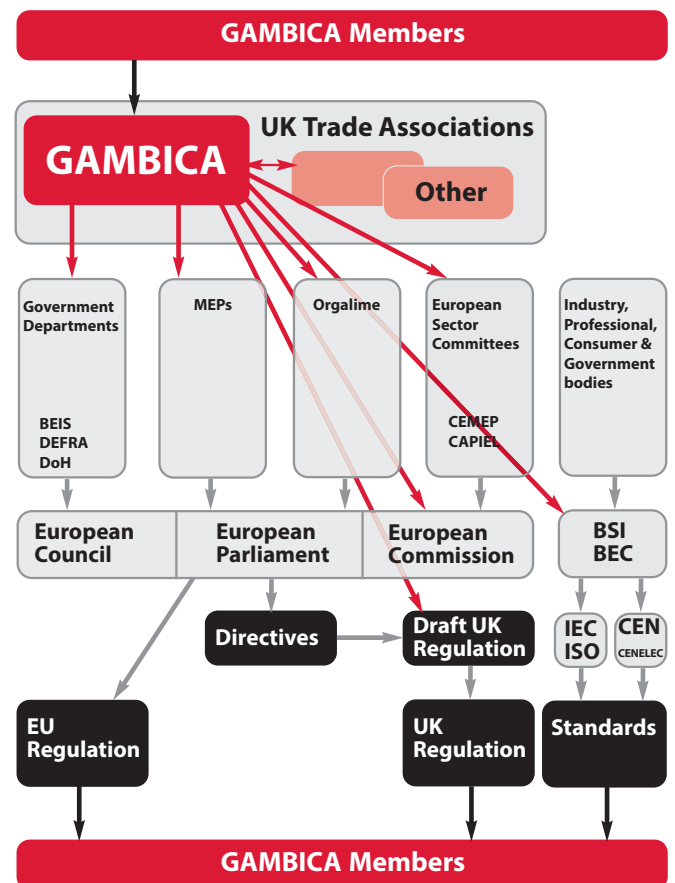 GAMBICA Members
UK Trade Associations
GAMBICA
Other
Government
Departments
BEIS
DEFRA
DoH
MEPs
Orgalime
European
Sector
Committees
CEMEP
CAPIEL
Industry,
Professional,
Consumer &
Government
bodies
European
Council
European
Parliament
European
Commission
BSI
BEC
Directives
Draft UK
Regulation
IEC
ISO
CEN
CENELEC
EU
Regulation
UK
Regulation
Standards
GAMBICA Members